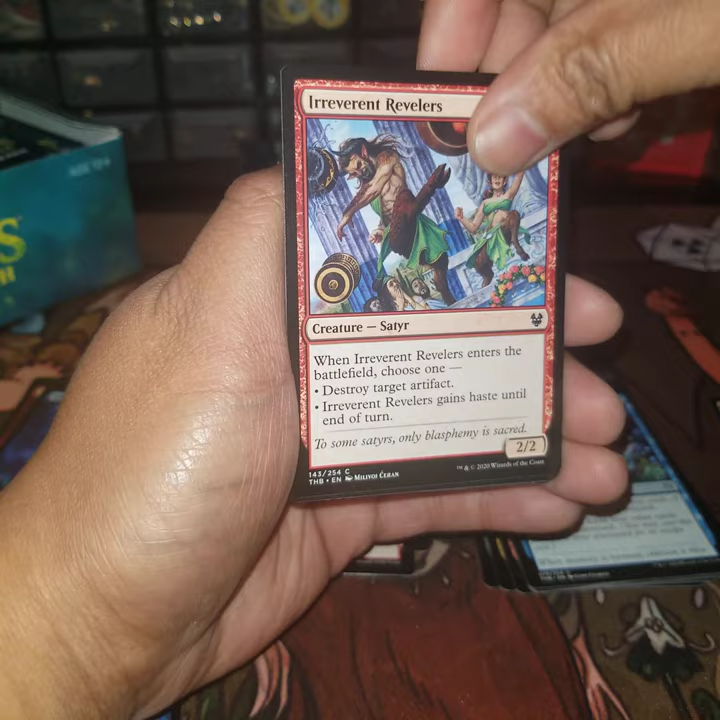 Irreverent Revelers
Creature — Satyr
When Irreverent Revelers enters the
battlefield, choose one —
• Destroy target artifact.
• Irreverent Revelers gains haste until
end of turn.
To some satyrs, only blasphemy is sacred.
2/2
143/254 C
THB • EN MILIVOJ ĆERAN
™ & © 2020 Wizards of the Coast